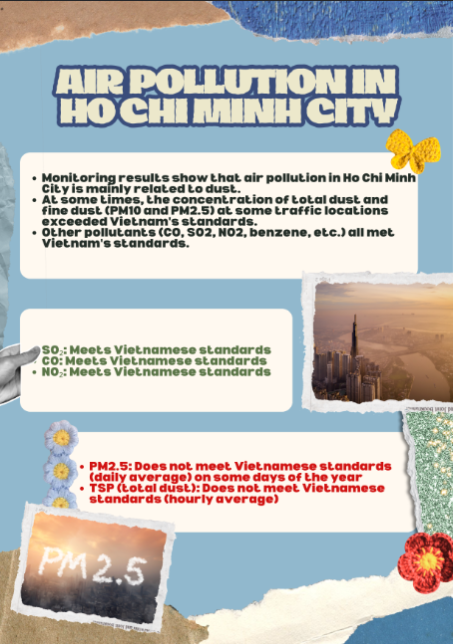 AIR POLLUTION IN
HO CHI MINH CITY
• Monitoring results show that air pollution in Ho Chi Minh
City is mainly related to dust.
• At some times, the concentration of total dust and
fine dust (PM10 and PM2.5) at some traffic locations
exceeded Vietnam's standards.
• Other pollutants (CO, SO2, NO2, benzene, etc.) all met
Vietnam's standards.
• SO₂: Meets Vietnamese standards
• CO: Meets Vietnamese standards
• NO₂: Meets Vietnamese standards
• PM2.5: Does not meet Vietnamese standards
(daily average) on some days of the year
• TSP (total dust): Does not meet Vietnamese
standards (hourly average)
PM 2.5